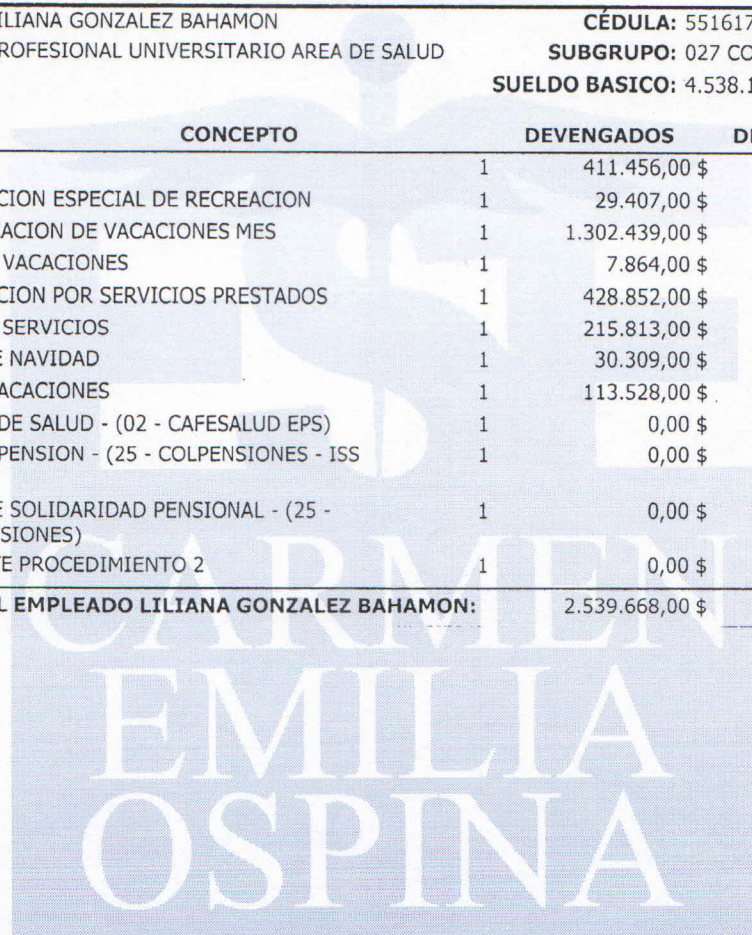 ILIANA GONZALEZ BAHAMON CÉDULA: 551617
ROFESIONAL UNIVERSITARIO AREA DE SALUD SUBGRUPO: 027 CO
SUELDO BASICO: 4.538.1
CONCEPTO DEVENGADOS DE
1 411.456,00 $
CION ESPECIAL DE RECREACION 1 29.407,00 $
ACION DE VACACIONES MES 1 1.302.439,00 $
VACACIONES 1 7.864,00 $
CION POR SERVICIOS PRESTADOS 1 428.852,00 $
SERVICIOS 1 215.813,00 $
E NAVIDAD 1 30.309,00 $
ACACIONES 1 113.528,00 $
DE SALUD - (02 - CAFESALUD EPS) 1 0,00 $
PENSION - (25 - COLPENSIONES - ISS 1 0,00 $
E SOLIDARIDAD PENSIONAL - (25 - 1 0,00 $
SIONES)
TE PROCEDIMIENTO 2 1 0,00 $
L EMPLEADO LILIANA GONZALEZ BAHAMON: 2.539.668,00 $
ESE
CARMEN
EMILIA
OSPINA